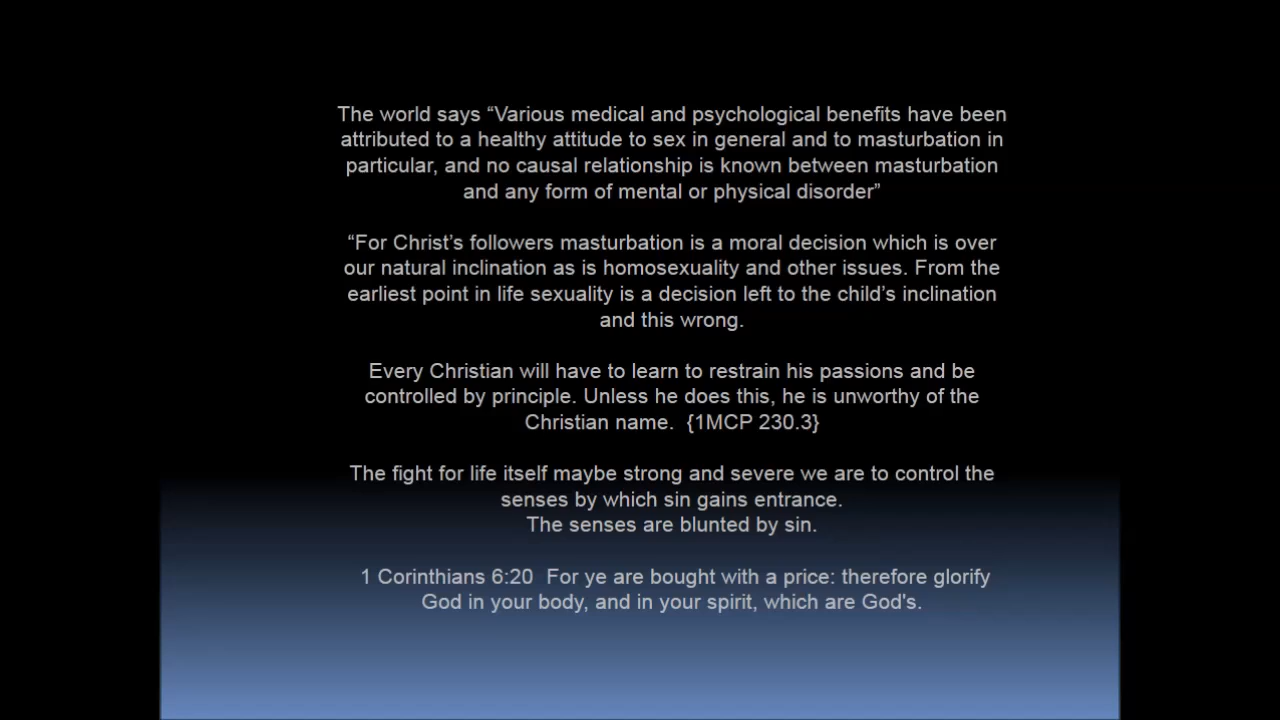 The world says “Various medical and psychological benefits have been
attributed to a healthy attitude to sex in general and to masturbation in
particular, and no causal relationship is known between masturbation
and any form of mental or physical disorder”
“For Christ’s followers masturbation is a moral decision which is over
our natural inclination as is homosexuality and other issues. From the
earliest point in life sexuality is a decision left to the child’s inclination
and this wrong.
Every Christian will have to learn to restrain his passions and be
controlled by principle. Unless he does this, he is unworthy of the
Christian name.  {1MCP 230.3}
The fight for life itself maybe strong and severe we are to control the
senses by which sin gains entrance.
The senses are blunted by sin.
1 Corinthians 6:20  For ye are bought with a price: therefore glorify
God in your body, and in your spirit, which are God's.